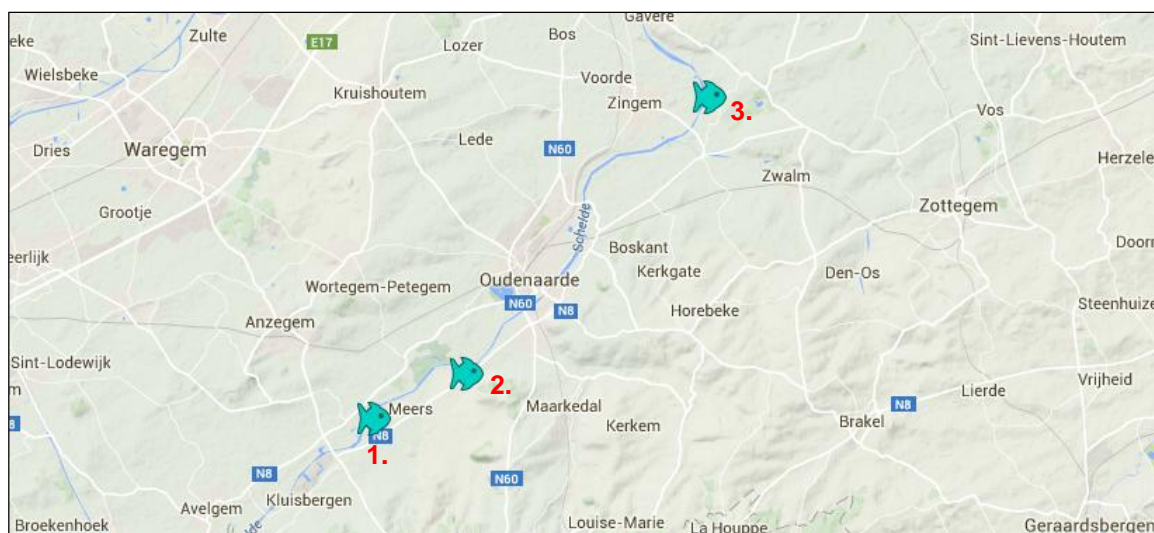 Gavere
Zulte
Bos
Sint-Lievens-Houtem
eke
E17
Lozer
Wielsbeke
Voorde
Kruishoutem
Zingem
3.
Vos
Dries
Waregem
Lede
N60
Herzele
Zwalm
Grootje
Zottegem
Schelde
Boskant
Doorn
eerlijk
Oudenaarde
Kerkgate
Den-Os
Wortegem-Petegem
N60
N8
Horebeke
Steenhuize
Anzegem
Sint-Lodewijk
2.
Vrijheid
m
Meers
Maarkedal
Lierde
N8
8
N8
Kerkem
Brakel
1.
N8
Kluisbergen
N60
Avelgem
Broekenhoek
lde
Louise-Marie
La Houppe
Geraardsbergen